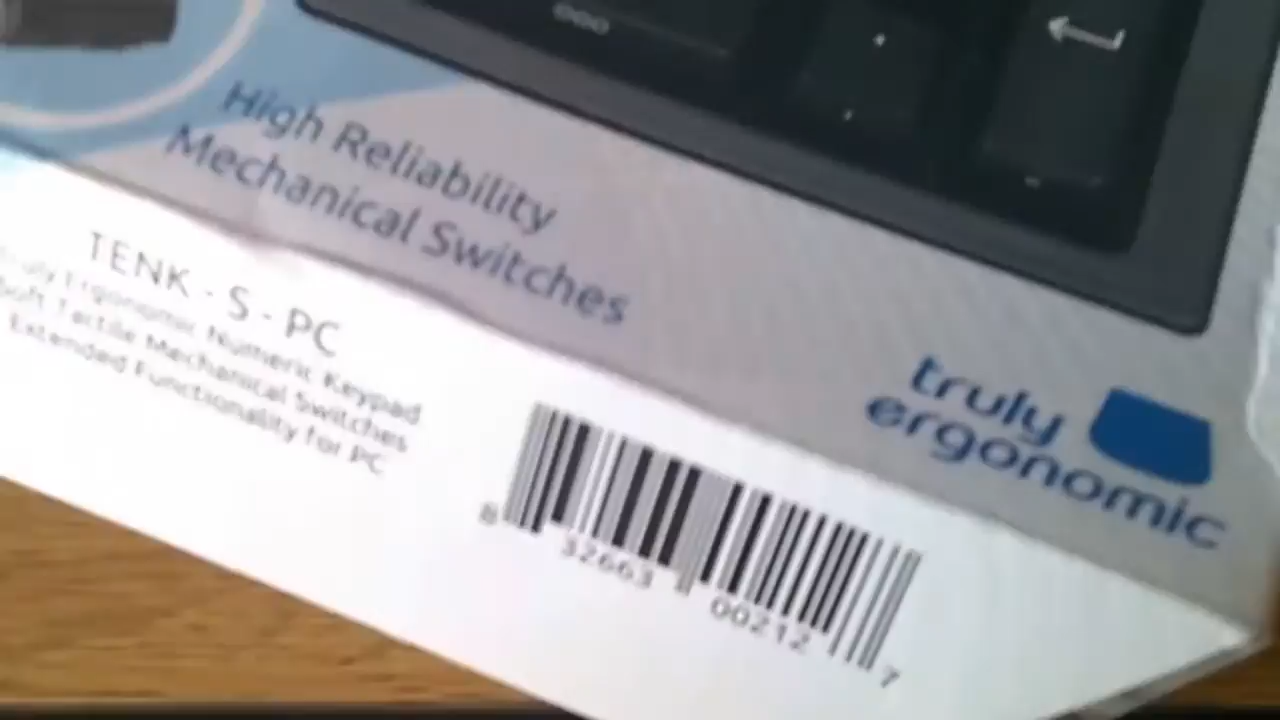 High Reliability
Mechanical Switches
TENK - S - PC
Truly Ergonomic Numeric Keypad
Soft Tactile Mechanical Switches
Extended Functionality for PC
truly
ergonomic
8 32663 00212 7